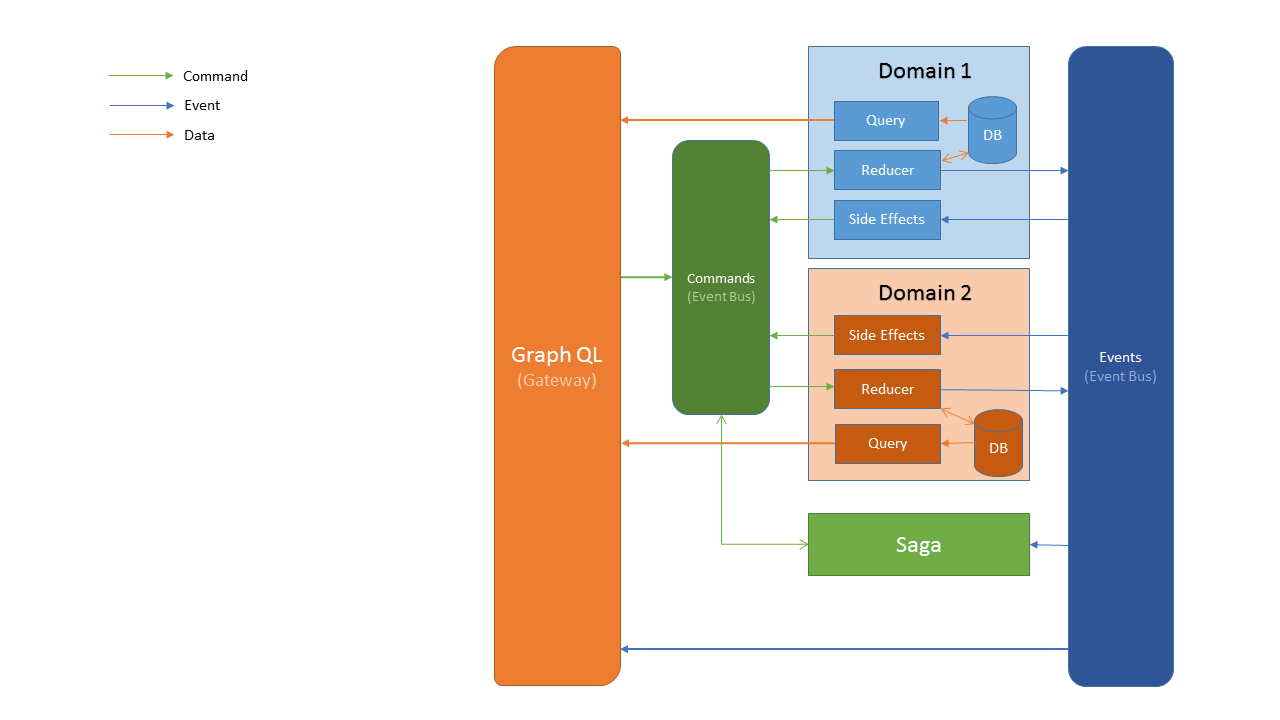 Command
Event
Data
Graph QL
(Gateway)
Commands
(Event Bus)
Domain 1
Query
DB
Reducer
Side Effects
Domain 2
Side Effects
Reducer
Query
DB
Saga
Events
(Event Bus)